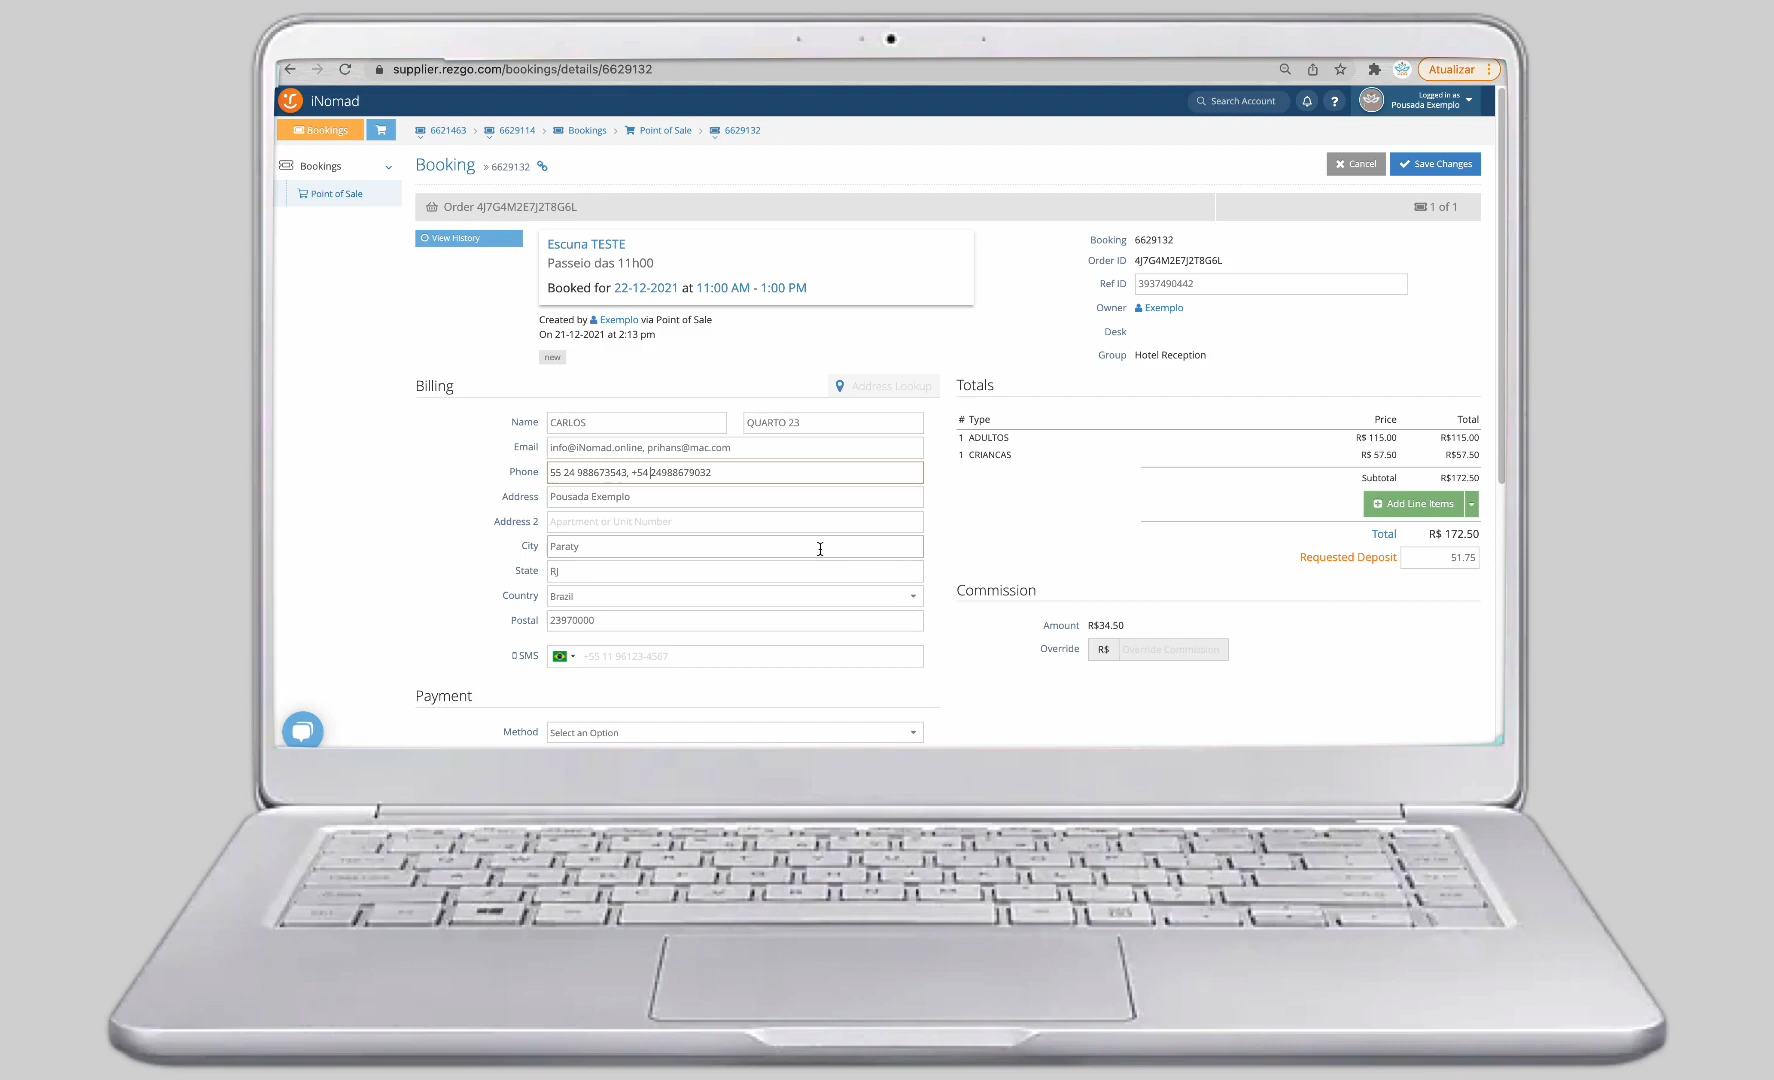 supplier.rezgo.com/bookings/details/6629132
Atualizar
iNomad
Search Account
?
Logged in as
Pousada Exemplo
Bookings
6621463 > 6629114 > Bookings > Point of Sale > 6629132
Bookings
Point of Sale
Booking » 6629132
Cancel
Save Changes
Order 4J7G4M2E7J2T8G6L
1 of 1
View History
Escuna TESTE
Passeio das 11h00
Booked for 22-12-2021 at 11:00 AM - 1:00 PM
Created by Exemplo via Point of Sale
On 21-12-2021 at 2:13 pm
new
Booking 6629132
Order ID 4J7G4M2E7J2T8G6L
Ref ID 3937490442
Owner Exemplo
Desk
Group Hotel Reception
Billing
Address Lookup
Name CARLOS QUARTO 23
Email info@iNomad.online, prihans@mac.com
Phone 55 24 988673543, +54 24988679032
Address Pousada Exemplo
Address 2 Apartment or Unit Number
City Paraty
State RJ
Country Brazil
Postal 23970000
SMS +55 11 96123-4567
Payment
Method Select an Option
Totals
# Type Price Total
1 ADULTOS R$ 115.00 R$115.00
1 CRIANCAS R$ 57.50 R$57.50
Subtotal R$172.50
Add Line Items
Total R$ 172.50
Requested Deposit 51.75
Commission
Amount R$34.50
Override R$ Override Commission